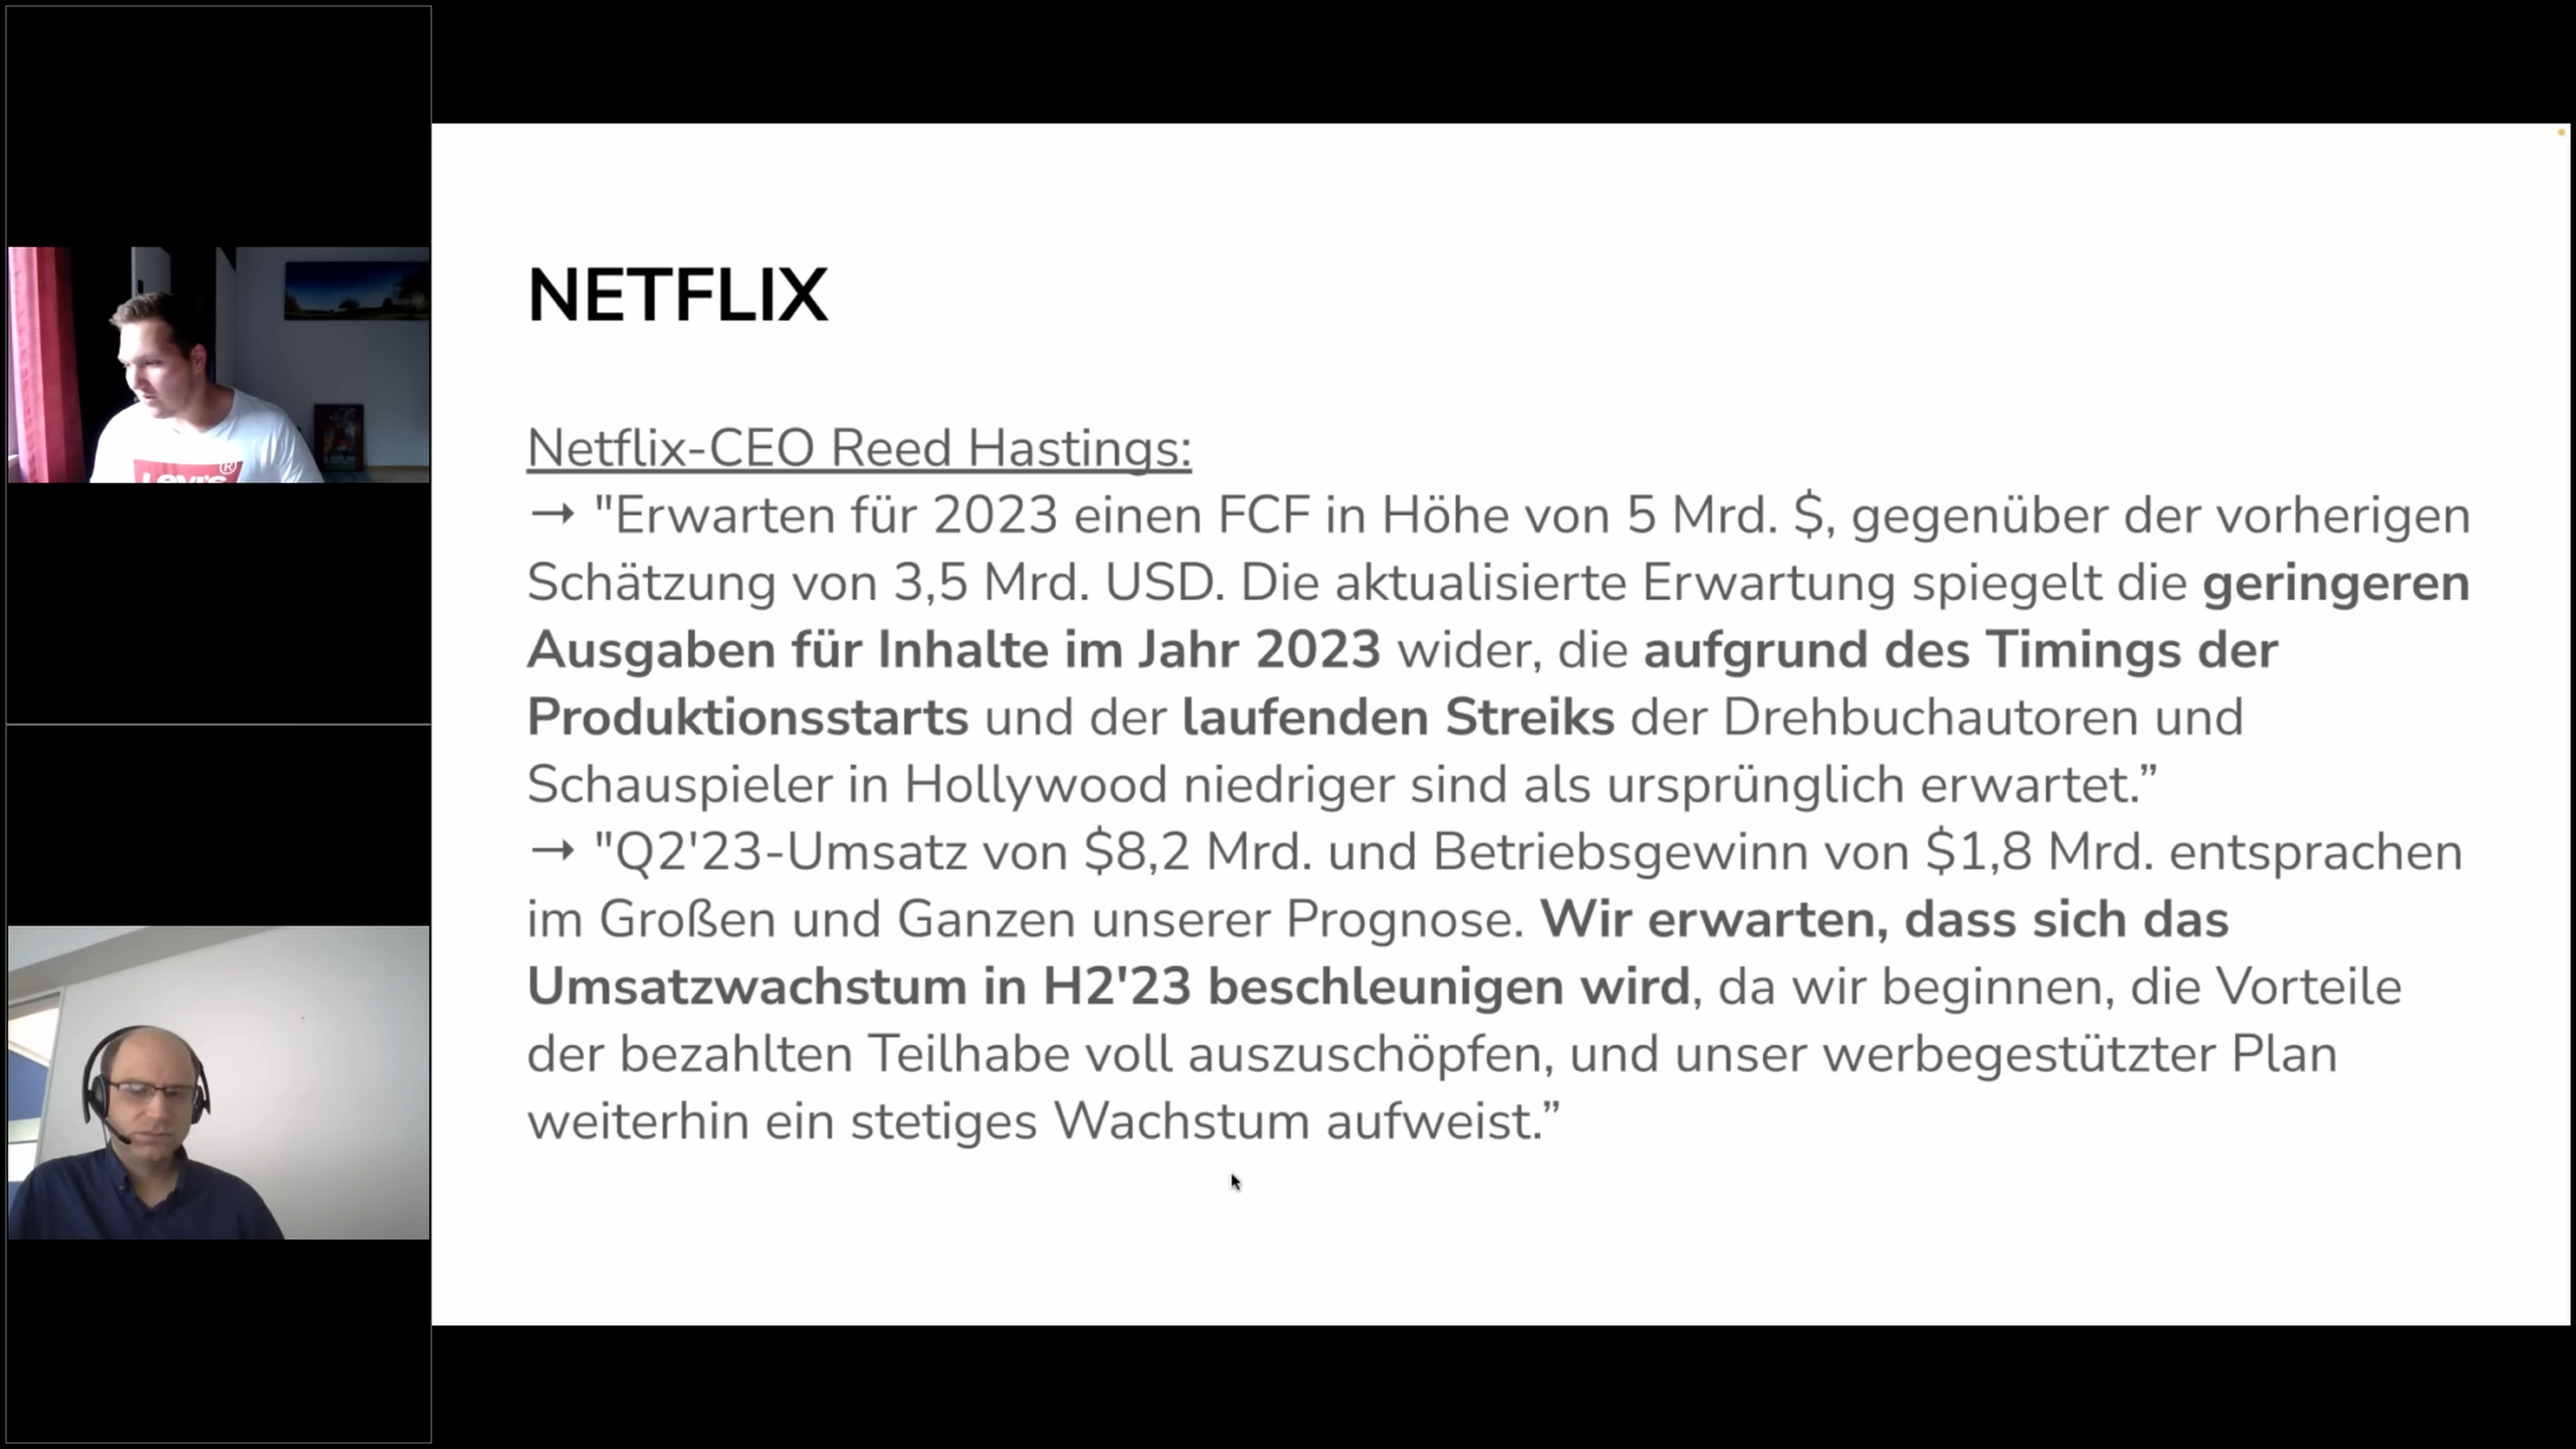 NETFLIX
Netflix-CEO Reed Hastings:
→ "Erwarten für 2023 einen FCF in Höhe von 5 Mrd. $, gegenüber der vorherigen
Schätzung von 3,5 Mrd. USD. Die aktualisierte Erwartung spiegelt die geringeren
Ausgaben für Inhalte im Jahr 2023 wider, die aufgrund des Timings der
Produktionsstarts und der laufenden Streiks der Drehbuchautoren und
Schauspieler in Hollywood niedriger sind als ursprünglich erwartet.”
→ "Q2'23-Umsatz von $8,2 Mrd. und Betriebsgewinn von $1,8 Mrd. entsprachen
im Großen und Ganzen unserer Prognose. Wir erwarten, dass sich das
Umsatzwachstum in H2'23 beschleunigen wird, da wir beginnen, die Vorteile
der bezahlten Teilhabe voll auszuschöpfen, und unser werbegestützter Plan
weiterhin ein stetiges Wachstum aufweist.”
Levi's ®